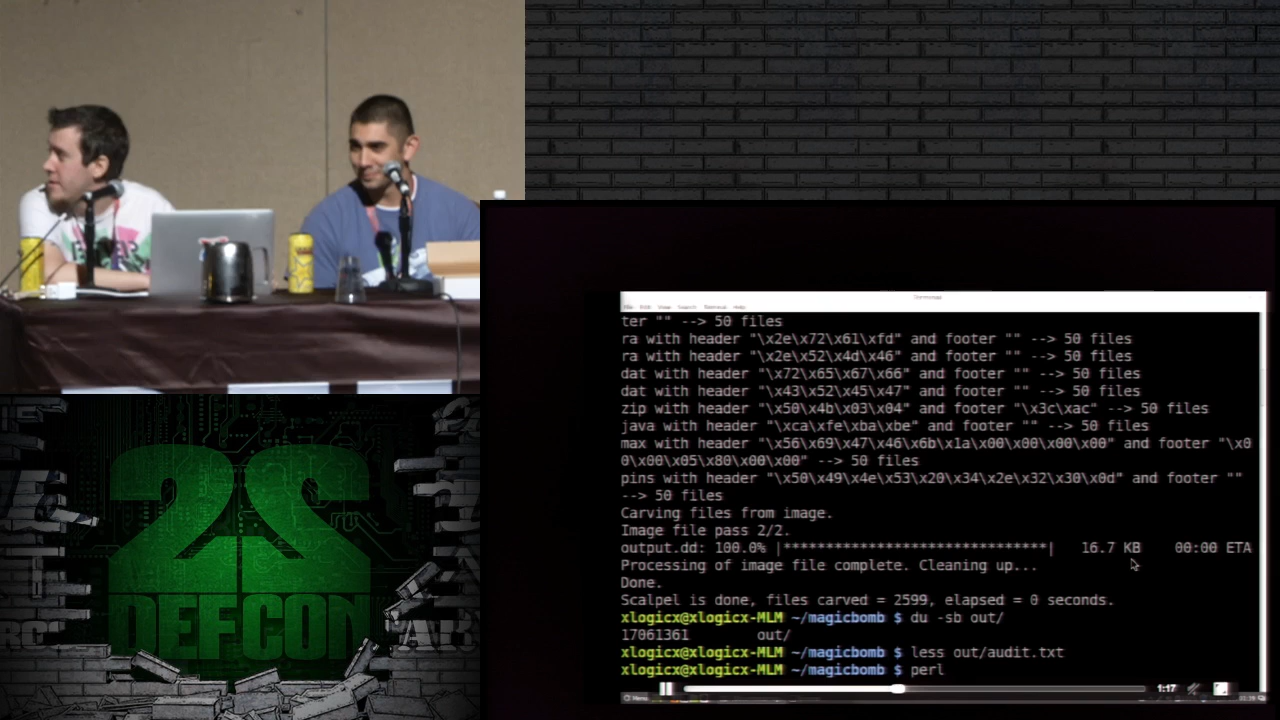 File Edit View Search Terminal Help
ter "" --> 50 files
ra with header "\x2e\x72\x61\xfd" and footer "" --> 50 files
ra with header "\x2e\x52\x4d\x46" and footer "" --> 50 files
dat with header "\x72\x65\x67\x66" and footer "" --> 50 files
dat with header "\x43\x52\x45\x47" and footer "" --> 50 files
zip with header "\x50\x4b\x03\x04" and footer "\x3c\xac" --> 50 files
java with header "\xca\xfe\xba\xbe" and footer "" --> 50 files
max with header "\x56\x69\x47\x46\x6b\x1a\x00\x00\x00\x00" and footer "\x0
0\x00\x05\x80\x00\x00" --> 50 files
pins with header "\x50\x49\x4e\x53\x20\x34\x2e\x32\x30\x0d" and footer ""
--> 50 files
Carving files from image.
Image file pass 2/2.
output.dd: 100.0% |*******************************| 16.7 KB 00:00 ETA
Processing of image file complete. Cleaning up...
Done.
Scalpel is done, files carved = 2599, elapsed = 0 seconds.
xlogicx@xlogicx-MLM ~/magicbomb $ du -sb out/
17061361 out/
xlogicx@xlogicx-MLM ~/magicbomb $ less out/audit.txt
xlogicx@xlogicx-MLM ~/magicbomb $ perl
1:17
Menu
22
DEFCON